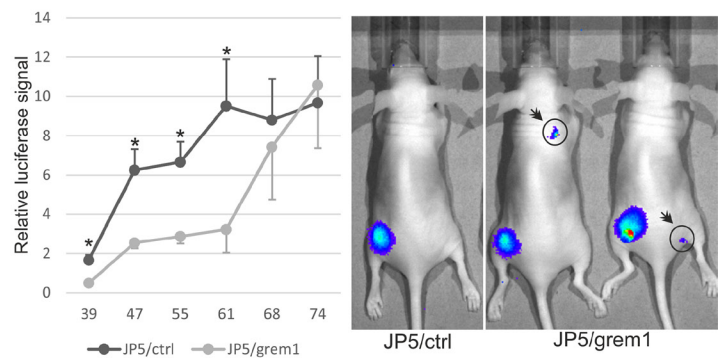 Relative luciferase signal
14
12
10
8
6
4
2
0
*
*
*
*
39 47 55 61 68 74
JP5/ctrl JP5/grem1
JP5/ctrl
JP5/grem1